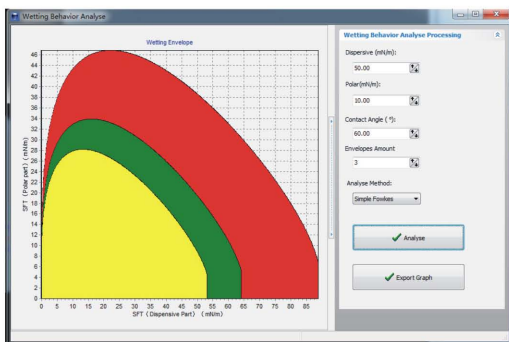 Wetting Behavior Analyse
Wetting Envelope
SFT (Polar part) (mN/m)
46
44
42
40
38
36
34
32
30
28
26
24
22
20
18
16
14
12
10
8
6
4
2
0
0 5 10 15 20 25 30 35 40 45 50 55 60 65 70 75 80 85
SFT (Dispensive Part) (mN/m)
Wetting Behavior Analyse Processing
Dispersive (mN/m):
50.00
Polar(mN/m):
10.00
Contact Angle ( °):
60.00
Envelopes Amount
3
Analyse Method:
Simple Fowkes
Analyse
Export Graph